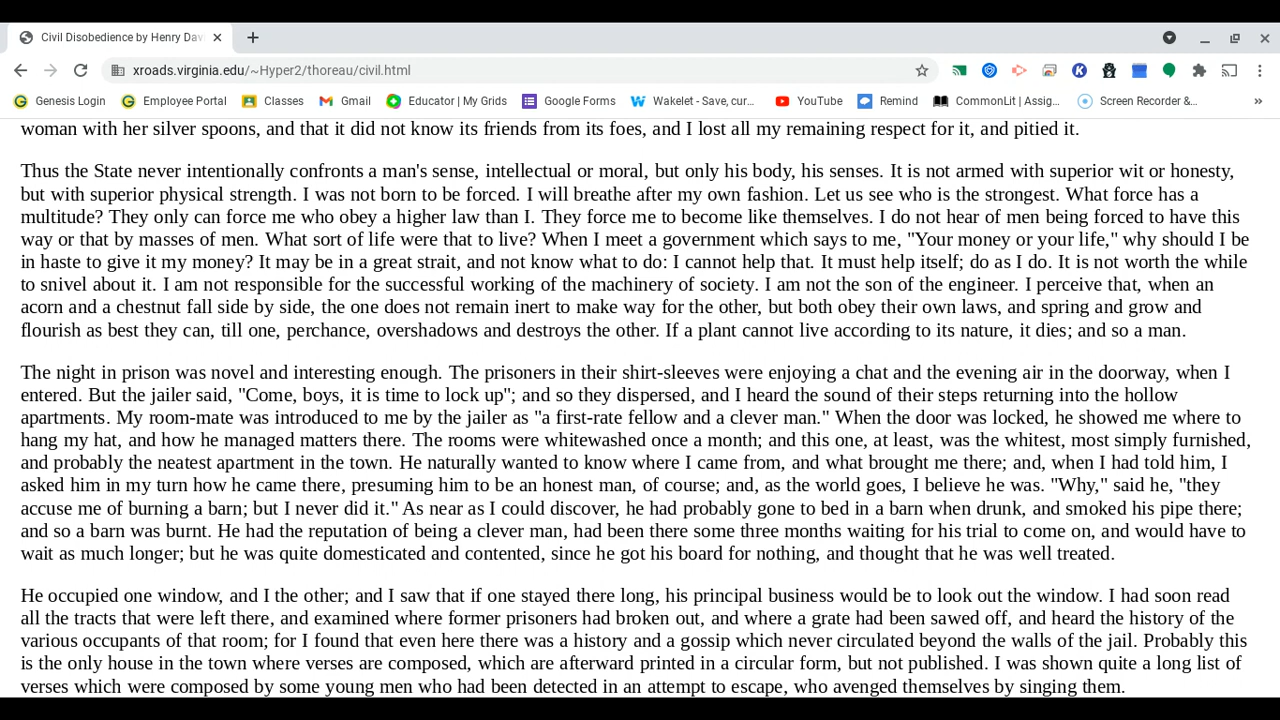 Civil Disobedience by Henry Dav
xroads.virginia.edu/~Hyper2/thoreau/civil.html
Genesis Login Employee Portal Classes Gmail Educator | My Grids Google Forms Wakelet - Save, cur... YouTube Remind CommonLit | Assig... Screen Recorder &... »
woman with her silver spoons, and that it did not know its friends from its foes, and I lost all my remaining respect for it, and pitied it.
Thus the State never intentionally confronts a man's sense, intellectual or moral, but only his body, his senses. It is not armed with superior wit or honesty,
but with superior physical strength. I was not born to be forced. I will breathe after my own fashion. Let us see who is the strongest. What force has a
multitude? They only can force me who obey a higher law than I. They force me to become like themselves. I do not hear of men being forced to have this
way or that by masses of men. What sort of life were that to live? When I meet a government which says to me, "Your money or your life," why should I be
in haste to give it my money? It may be in a great strait, and not know what to do: I cannot help that. It must help itself; do as I do. It is not worth the while
to snivel about it. I am not responsible for the successful working of the machinery of society. I am not the son of the engineer. I perceive that, when an
acorn and a chestnut fall side by side, the one does not remain inert to make way for the other, but both obey their own laws, and spring and grow and
flourish as best they can, till one, perchance, overshadows and destroys the other. If a plant cannot live according to its nature, it dies; and so a man.
The night in prison was novel and interesting enough. The prisoners in their shirt-sleeves were enjoying a chat and the evening air in the doorway, when I
entered. But the jailer said, "Come, boys, it is time to lock up"; and so they dispersed, and I heard the sound of their steps returning into the hollow
apartments. My room-mate was introduced to me by the jailer as "a first-rate fellow and a clever man." When the door was locked, he showed me where to
hang my hat, and how he managed matters there. The rooms were whitewashed once a month; and this one, at least, was the whitest, most simply furnished,
and probably the neatest apartment in the town. He naturally wanted to know where I came from, and what brought me there; and, when I had told him, I
asked him in my turn how he came there, presuming him to be an honest man, of course; and, as the world goes, I believe he was. "Why," said he, "they
accuse me of burning a barn; but I never did it." As near as I could discover, he had probably gone to bed in a barn when drunk, and smoked his pipe there;
and so a barn was burnt. He had the reputation of being a clever man, had been there some three months waiting for his trial to come on, and would have to
wait as much longer; but he was quite domesticated and contented, since he got his board for nothing, and thought that he was well treated.
He occupied one window, and I the other; and I saw that if one stayed there long, his principal business would be to look out the window. I had soon read
all the tracts that were left there, and examined where former prisoners had broken out, and where a grate had been sawed off, and heard the history of the
various occupants of that room; for I found that even here there was a history and a gossip which never circulated beyond the walls of the jail. Probably this
is the only house in the town where verses are composed, which are afterward printed in a circular form, but not published. I was shown quite a long list of
verses which were composed by some young men who had been detected in an attempt to escape, who avenged themselves by singing them.